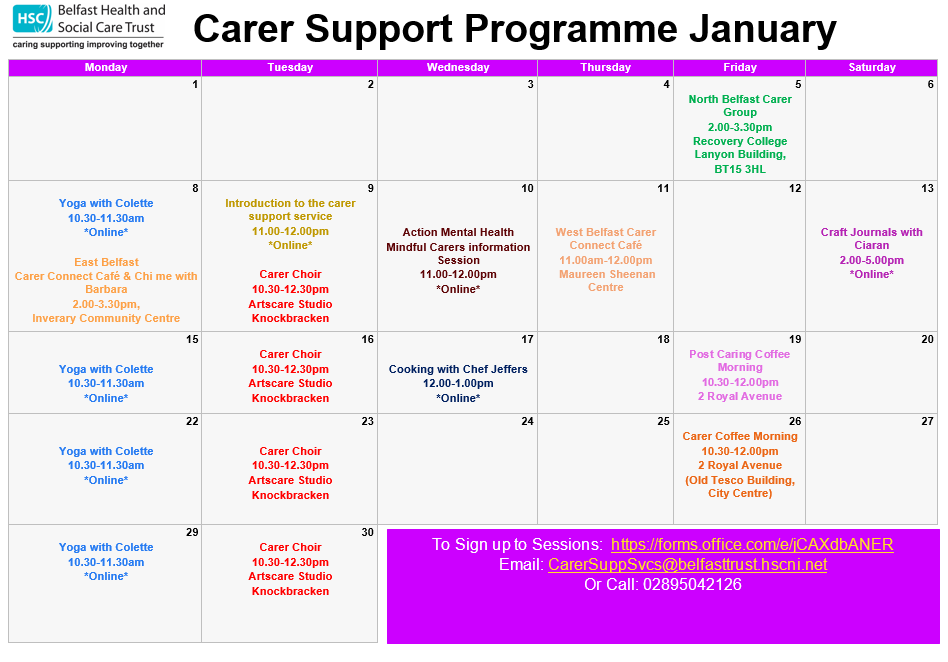 HSC Belfast Health and
Social Care Trust
caring supporting improving together
Carer Support Programme January
Monday Tuesday Wednesday Thursday Friday Saturday
1 2 3 4 5 6
North Belfast Carer
Group
2.00-3.30pm
Recovery College
Lanyon Building,
BT15 3HL
8
Yoga with Colette
10.30-11.30am
*Online*
East Belfast
Carer Connect Café & Chi me with
Barbara
2.00-3.30pm,
Inverary Community Centre
9
Introduction to the carer
support service
11.00-12.00pm
*Online*
Carer Choir
10.30-12.30pm
Artscare Studio
Knockbracken
10
Action Mental Health
Mindful Carers information
Session
11.00-12.00pm
*Online*
11
West Belfast Carer
Connect Café
11.00am-12.00pm
Maureen Sheenan
Centre
12
13
Craft Journals with
Ciaran
2.00-5.00pm
*Online*
15
Yoga with Colette
10.30-11.30am
*Online*
16
Carer Choir
10.30-12.30pm
Artscare Studio
Knockbracken
17
Cooking with Chef Jeffers
12.00-1.00pm
*Online*
18
19
Post Caring Coffee
Morning
10.30-12.00pm
2 Royal Avenue
20
22
Yoga with Colette
10.30-11.30am
*Online*
23
Carer Choir
10.30-12.30pm
Artscare Studio
Knockbracken
24
25
26
Carer Coffee Morning
10.30-12.00pm
2 Royal Avenue
(Old Tesco Building,
City Centre)
27
29
Yoga with Colette
10.30-11.30am
*Online*
30
Carer Choir
10.30-12.30pm
Artscare Studio
Knockbracken
To Sign up to Sessions: https://forms.office.com/e/jCAXdbANER
Email: CarerSuppSvcs@belfasttrust.hscni.net
Or Call: 02895042126